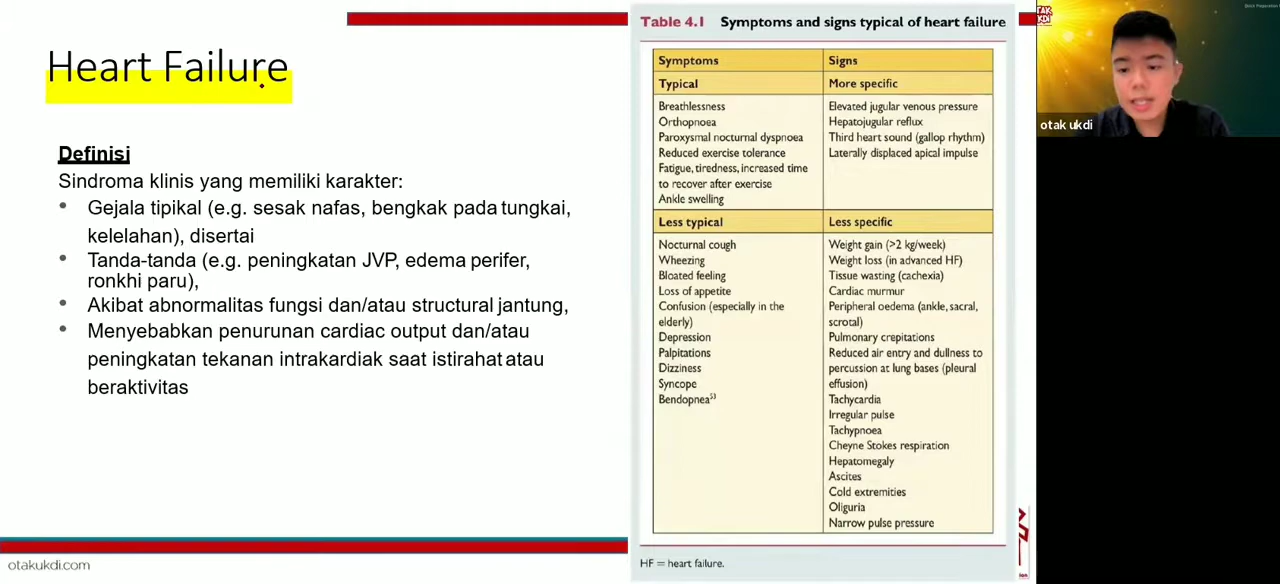 Heart Failure
Definisi
Sindroma klinis yang memiliki karakter:
• Gejala tipikal (e.g. sesak nafas, bengkak pada tungkai,
kelelahan), disertai
• Tanda-tanda (e.g. peningkatan JVP, edema perifer,
ronkhi paru),
• Akibat abnormalitas fungsi dan/atau structural jantung,
• Menyebabkan penurunan cardiac output dan/atau
peningkatan tekanan intrakardiak saat istirahat atau
beraktivitas
otakukdi.com
Table 4.1 Symptoms and signs typical of heart failure
Symptoms
Typical
Breathlessness
Orthopnoea
Paroxysmal nocturnal dyspnoea
Reduced exercise tolerance
Fatigue, tiredness, increased time
to recover after exercise
Ankle swelling
Signs
More specific
Elevated jugular venous pressure
Hepatojugular reflux
Third heart sound (gallop rhythm)
Laterally displaced apical impulse
Less typical
Nocturnal cough
Wheezing
Bloated feeling
Loss of appetite
Confusion (especially in the
elderly)
Depression
Palpitations
Dizziness
Syncope
Bendopnea⁵³
Less specific
Weight gain (>2 kg/week)
Weight loss (in advanced HF)
Tissue wasting (cachexia)
Cardiac murmur
Peripheral oedema (ankle, sacral,
scrotal)
Pulmonary crepitations
Reduced air entry and dullness to
percussion at lung bases (pleural
effusion)
Tachycardia
Irregular pulse
Tachypnoea
Cheyne Stokes respiration
Hepatomegaly
Ascites
Cold extremities
Oliguria
Narrow pulse pressure
HF = heart failure.
otak ukdi